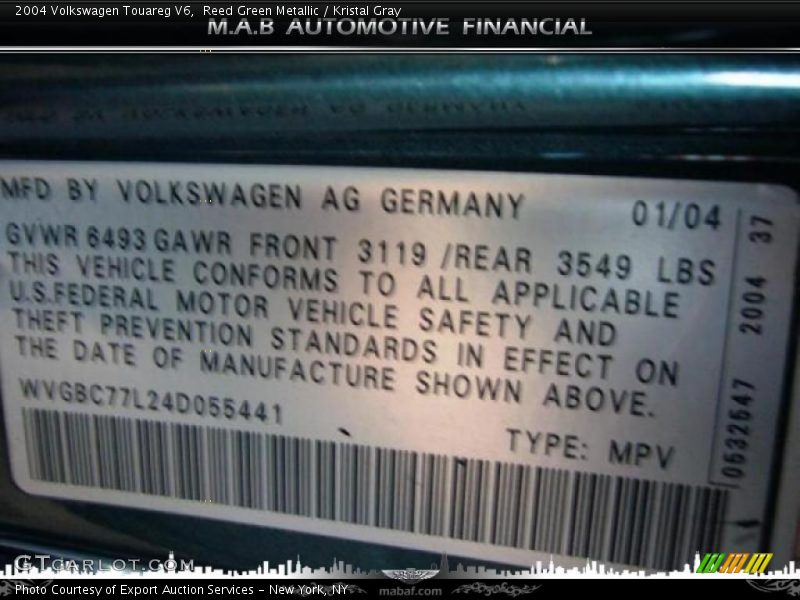 2004 Volkswagen Touareg V6, Reed Green Metallic / Kristal Gray
M.A.B AUTOMOTIVE FINANCIAL
MFD BY VOLKSWAGEN AG GERMANY 01/04
GVWR 6493 GAWR FRONT 3119 /REAR 3549 LBS
THIS VEHICLE CONFORMS TO ALL APPLICABLE
U.S.FEDERAL MOTOR VEHICLE SAFETY AND
THEFT PREVENTION STANDARDS IN EFFECT ON
THE DATE OF MANUFACTURE SHOWN ABOVE.
WVGBC77L24D055441
TYPE: MPV
0632647 2004 37
GTCARLOT.COM
Photo Courtesy of Export Auction Services - New York, NY
mabaf.com